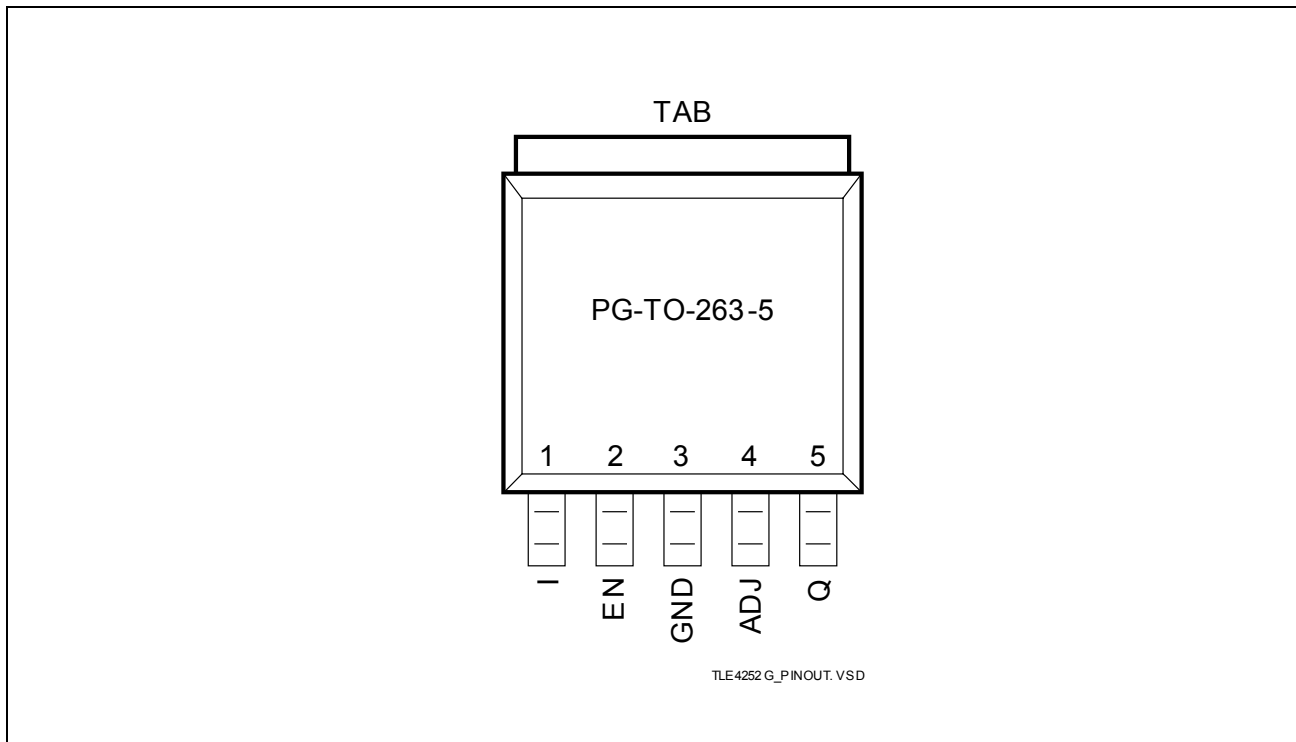 TAB
PG-TO-263-5
1 2 3 4 5
I EN GND ADJ Q
TLE4252 G_PINOUT. VSD